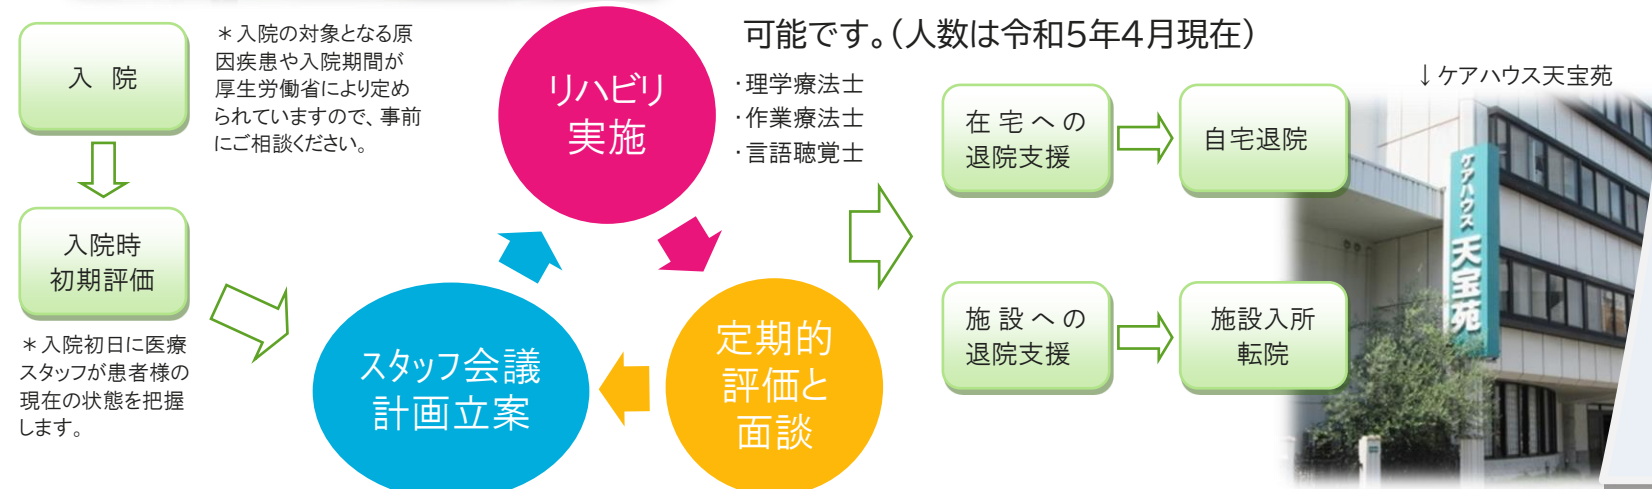 入 院
＊入院の対象となる原
因疾患や入院期間が
厚生労働省により定め
られていますので、事前
にご相談ください。
入院時
初期評価
＊入院初日に医療
スタッフが患者様の
現在の状態を把握
します。
リハビリ
実施
スタッフ会議
計画立案
定期的
評価と
面談
可能です。（人数は令和5年4月現在）
・理学療法士
・作業療法士
・言語聴覚士
在 宅 へ の
退院支援
自宅退院
施 設 へ の
退院支援
施設入所
転院
↓ケアハウス天宝苑
ケアハウス 天宝苑